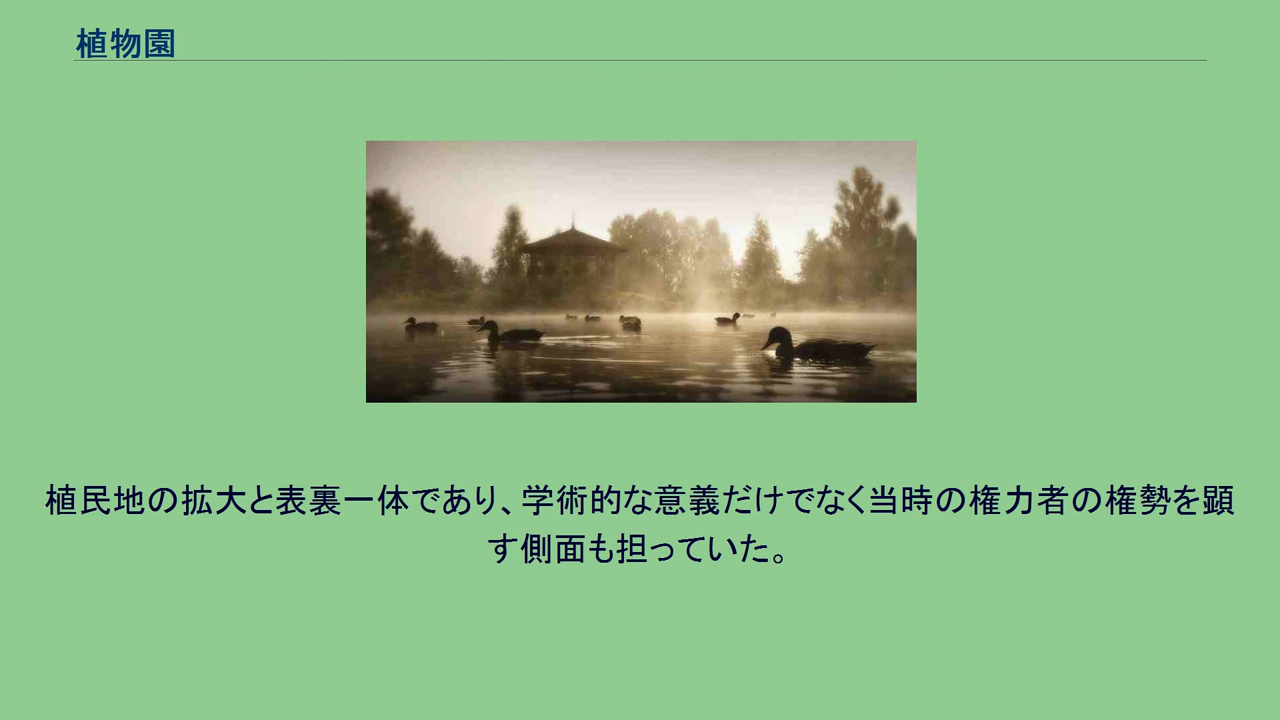 植物園
植民地の拡大と表裏一体であり、学術的な意義だけでなく当時の権力者の権勢を顕
す側面も担っていた。